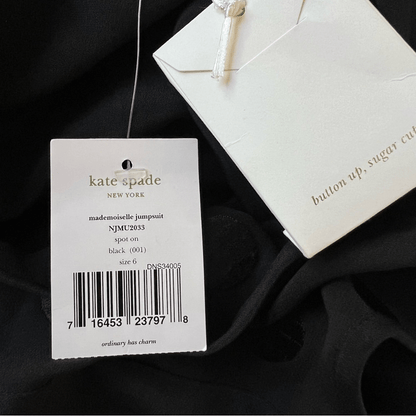 kate spade
NEW YORK
mademoiselle jumpsuit
NJMU2033
spot on
black (001)
size 6
DNS34005
7 16453 23797 8
ordinary has charm
button up, sugar